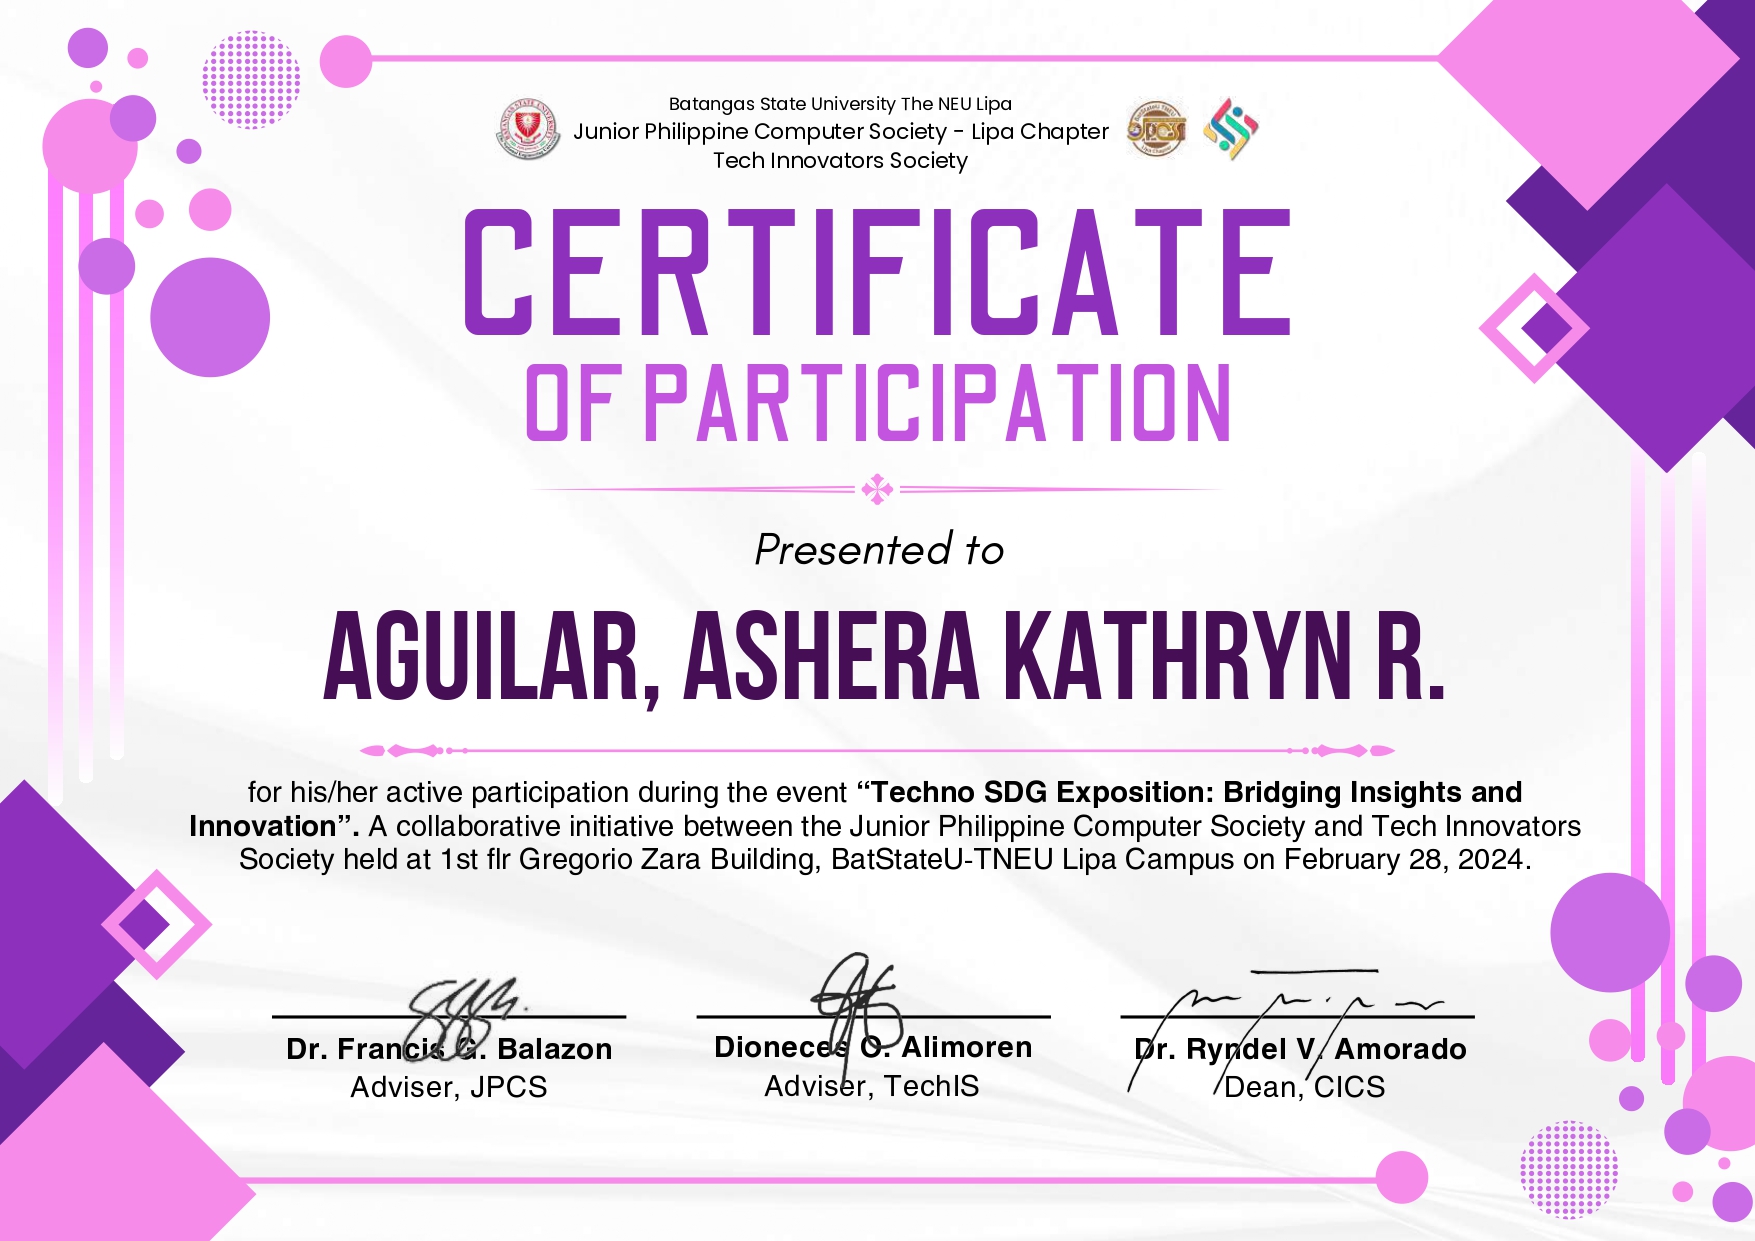 Batangas State University The NEU Lipa
Junior Philippine Computer Society - Lipa Chapter
Tech Innovators Society
CERTIFICATE
OF PARTICIPATION
Presented to
AGUILAR, ASHERA KATHRYN R.
for his/her active participation during the event “Techno SDG Exposition: Bridging Insights and
Innovation”. A collaborative initiative between the Junior Philippine Computer Society and Tech Innovators
Society held at 1st flr Gregorio Zara Building, BatStateU-TNEU Lipa Campus on February 28, 2024.
Dr. Francis G. Balazon
Adviser, JPCS
Dioneces O. Alimoren
Adviser, TechIS
Dr. Ryndel V. Amorado
Dean, CICS